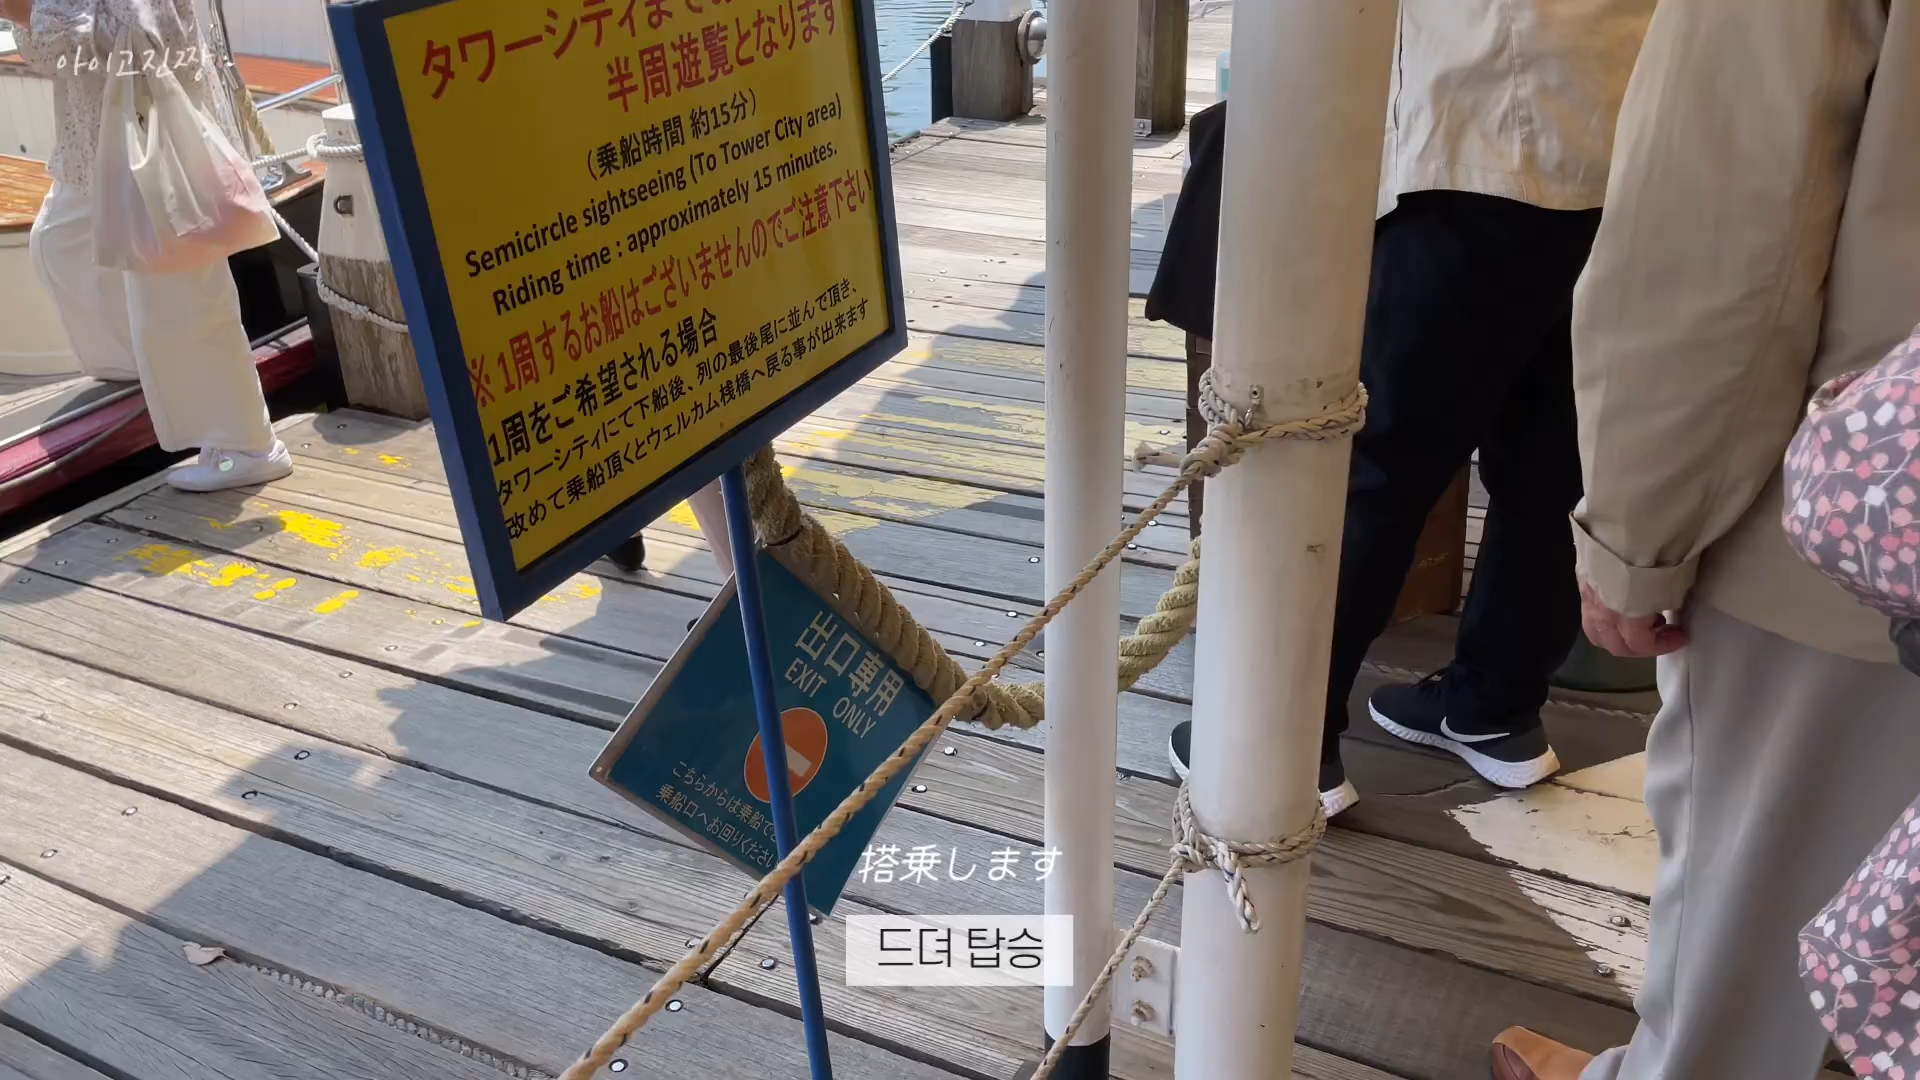 아이고진짜~
タワーシティまでの
半周遊覧となります
（乗船時間 約15分）
Semicircle sightseeing (To Tower City area)
Riding time : approximately 15 minutes.
※ 1周するお船はございませんのでご注意下さい
1周をご希望される場合
タワーシティにて下船後、列の最後尾に並んで頂き、
改めて乗船頂くとウェルカム桟橋へ戻る事が出来ます
出口専用
EXIT ONLY
こちらからは乗船で
乗船口へお回りください
搭乗します
드뎌 탑승